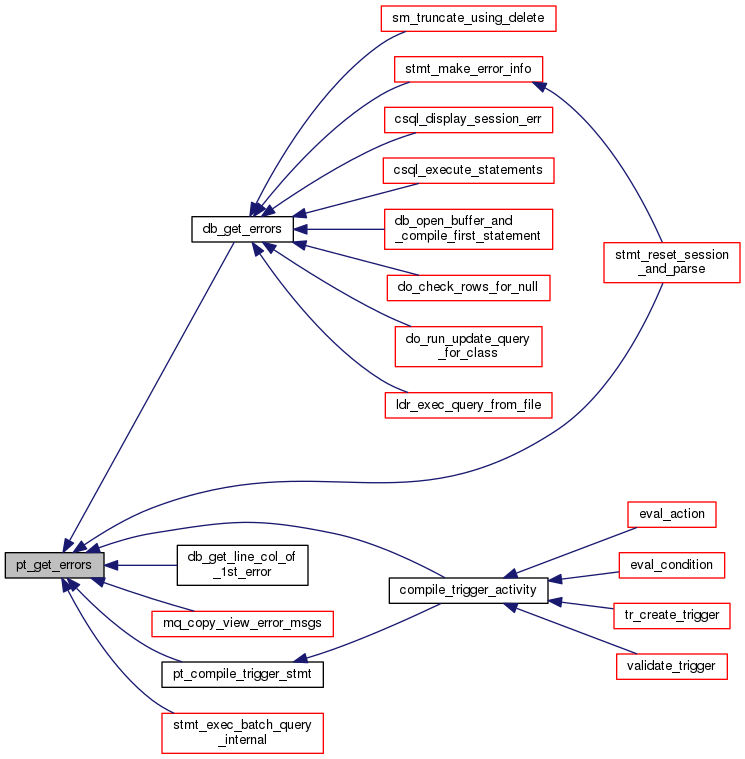 sm_truncate_using_delete
stmt_make_error_info
csql_display_session_err
csql_execute_statements
db_get_errors
db_open_buffer_and
_compile_first_statement
stmt_reset_session
_and_parse
do_check_rows_for_null
do_run_update_query
_for_class
ldr_exec_query_from_file
eval_action
pt_get_errors
db_get_line_col_of
_1st_error
compile_trigger_activity
eval_condition
mq_copy_view_error_msgs
tr_create_trigger
pt_compile_trigger_stmt
validate_trigger
stmt_exec_batch_query
_internal